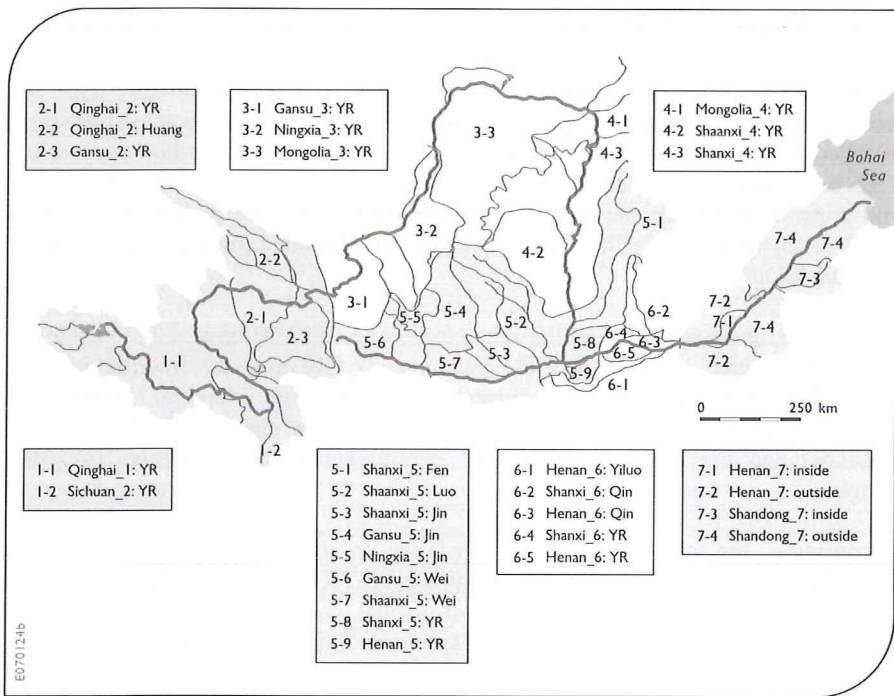 2-1 Qinghai_2: YR
2-2 Qinghai_2: Huang
2-3 Gansu_2: YR
3-1 Gansu_3: YR
3-2 Ningxia_3: YR
3-3 Mongolia_3: YR
4-1 Mongolia_4: YR
4-2 Shaanxi_4: YR
4-3 Shanxi_4: YR
Bohai
Sea
3-3
4-1
4-3
3-2
5-1
2-2
4-2
7-4
7-4
7-3
3-1
2-1
5-5
5-4
5-2
6-2
7-2
7-1
2-3
5-6
5-8
6-4
6-3
7-4
1-1
5-7
5-3
6-5
7-2
5-9
6-1
1-2
0 250 km
1-1 Qinghai_1: YR
1-2 Sichuan_2: YR
5-1 Shanxi_5: Fen
5-2 Shaanxi_5: Luo
5-3 Shaanxi_5: Jin
5-4 Gansu_5: Jin
5-5 Ningxia_5: Jin
5-6 Gansu_5: Wei
5-7 Shaanxi_5: Wei
5-8 Shanxi_5: YR
5-9 Henan_5: YR
6-1 Henan_6: Yiluo
6-2 Shanxi_6: Qin
6-3 Henan_6: Qin
6-4 Shanxi_6: YR
6-5 Henan_6: YR
7-1 Henan_7: inside
7-2 Henan_7: outside
7-3 Shandong_7: inside
7-4 Shandong_7: outside
E070124b